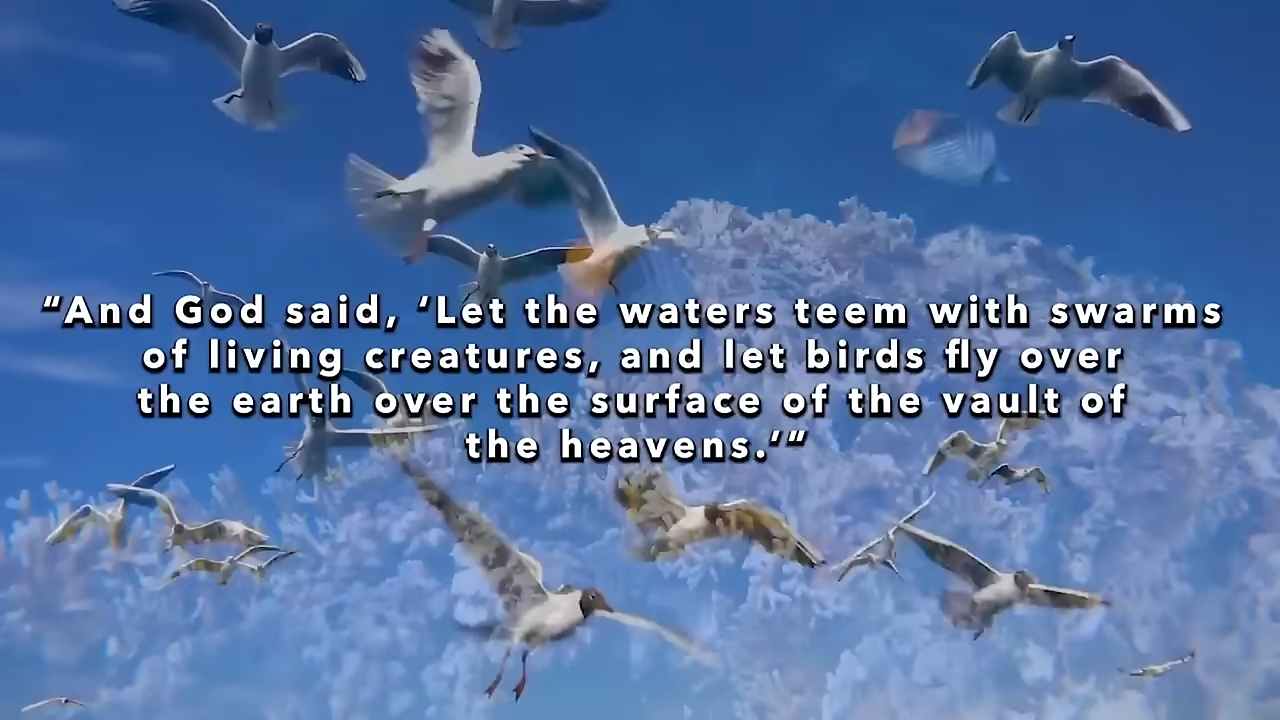 “And God said, ‘Let the waters teem with swarms
of living creatures, and let birds fly over
the earth over the surface of the vault of
the heavens.’”